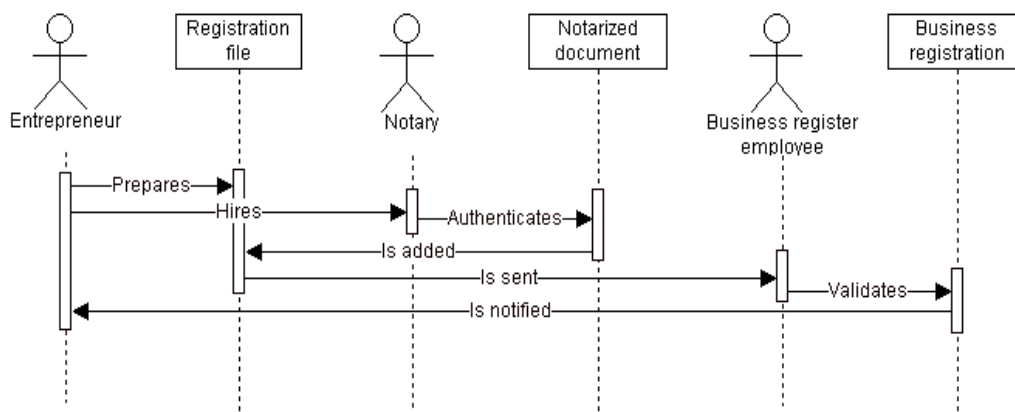 Registration
file
Notarized
document
Business
registration
Entrepreneur
Notary
Business register
employee
Prepares
Hires
Authenticates
Is added
Is sent
Validates
Is notified